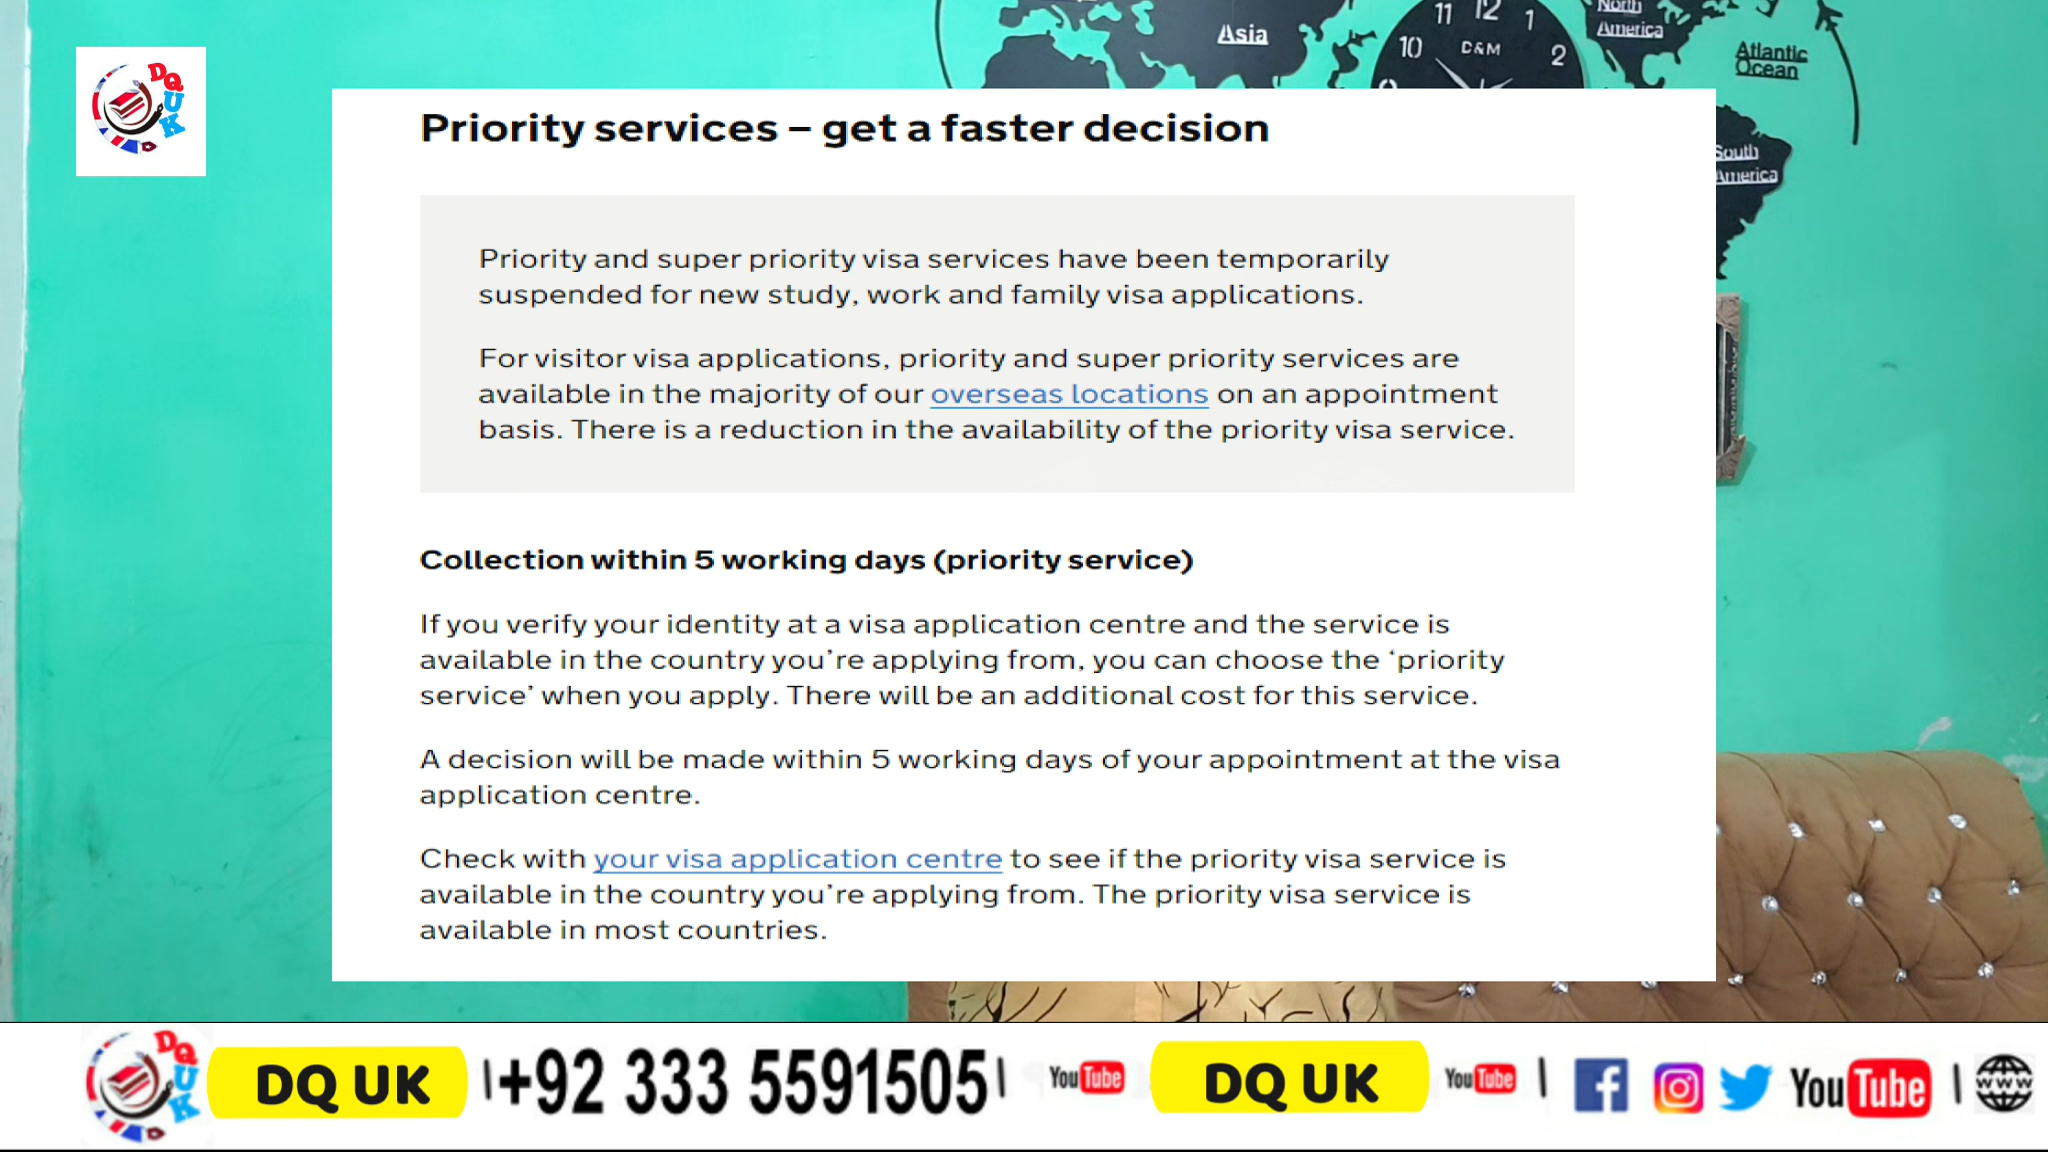 Asia
11 12 1
10 D&M 2
North
America
Atlantic
Ocean
South
America
DQUK
Priority services – get a faster decision
Priority and super priority visa services have been temporarily
suspended for new study, work and family visa applications.
For visitor visa applications, priority and super priority services are
available in the majority of our overseas locations on an appointment
basis. There is a reduction in the availability of the priority visa service.
Collection within 5 working days (priority service)
If you verify your identity at a visa application centre and the service is
available in the country you’re applying from, you can choose the ‘priority
service’ when you apply. There will be an additional cost for this service.
A decision will be made within 5 working days of your appointment at the visa
application centre.
Check with your visa application centre to see if the priority visa service is
available in the country you’re applying from. The priority visa service is
available in most countries.
DQUK DQ UK |+92 333 5591505| YouTube DQ UK YouTube | f YouTube | WWW